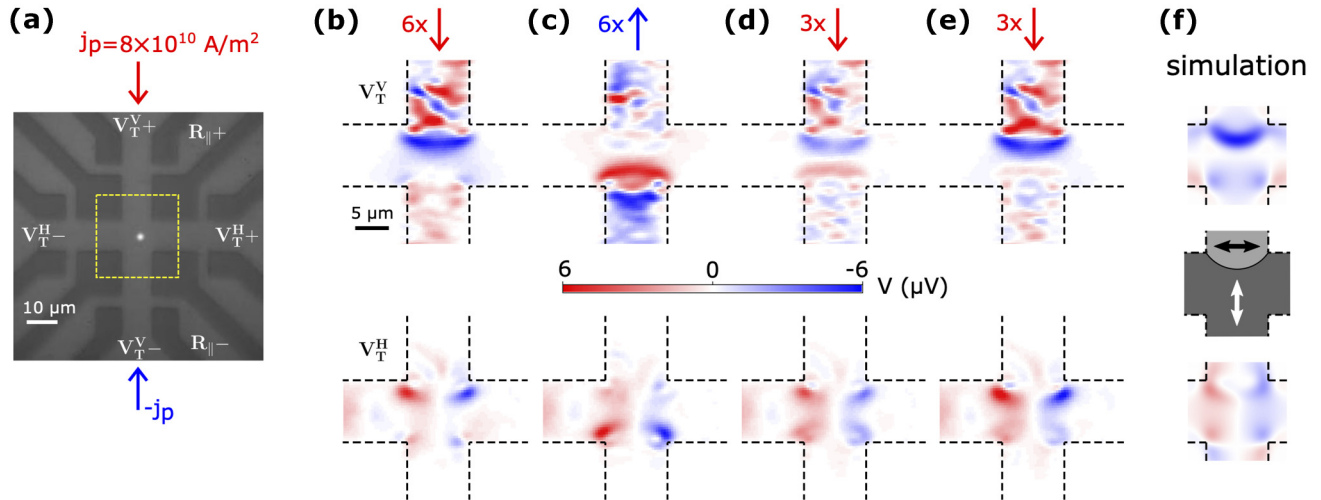 (a)
(b)
(c)
(d)
(e)
(f)
jp=8×10¹⁰ A/m²
6x
6x
3x
3x
simulation
V_T^V+
R_∥+
V_T^H−
V_T^H+
V_T^V−
R_∥−
10 µm
-jp
V_T^V
5 µm
6
0
-6
V (µV)
V_T^H